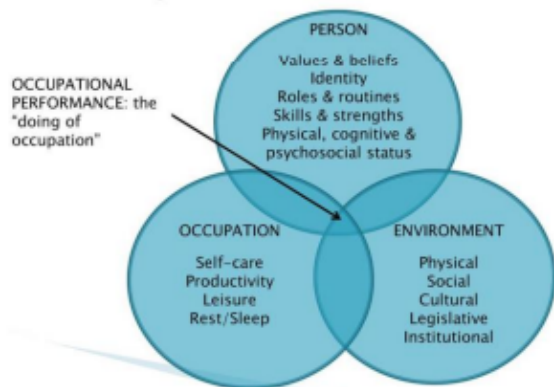 PERSON
Values & beliefs
Identity
Roles & routines
Skills & strengths
Physical, cognitive &
psychosocial status
OCCUPATIONAL
PERFORMANCE: the
"doing of
occupation"
OCCUPATION
Self-care
Productivity
Leisure
Rest/Sleep
ENVIRONMENT
Physical
Social
Cultural
Legislative
Institutional